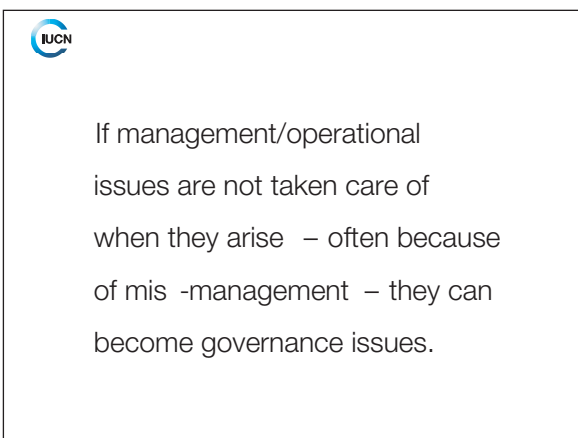 IUCN
If management/operational
issues are not taken care of
when they arise – often because
of mis -management – they can
become governance issues.